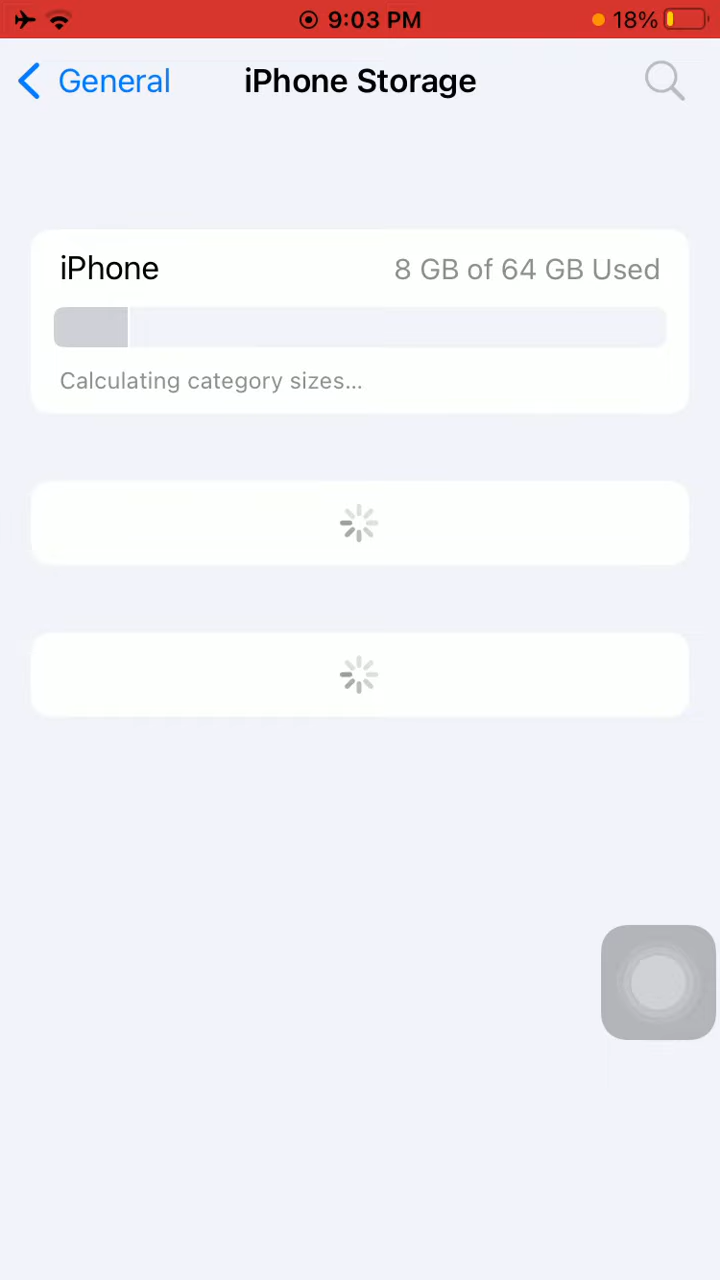 9:03 PM 18%
General iPhone Storage
iPhone 8 GB of 64 GB Used
Calculating category sizes...